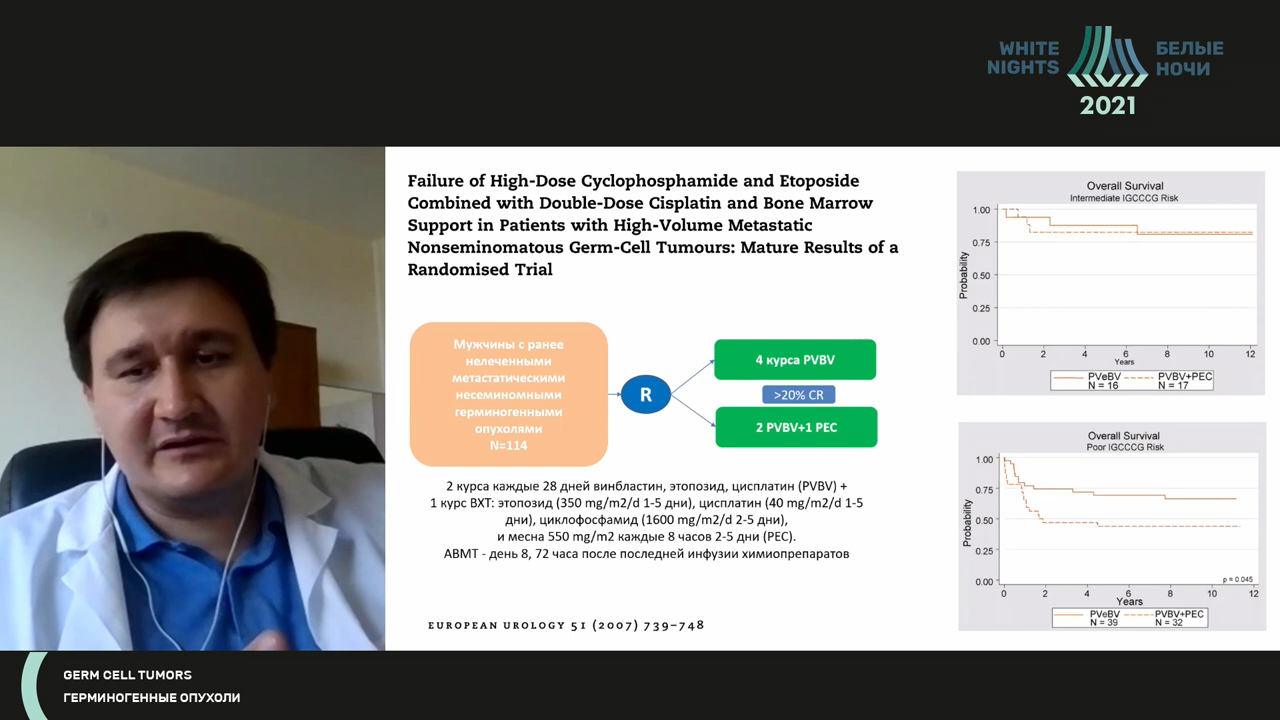 WHITE
NIGHTS
БЕЛЫЕ
НОЧИ
2021
Failure of High-Dose Cyclophosphamide and Etoposide
Combined with Double-Dose Cisplatin and Bone Marrow
Support in Patients with High-Volume Metastatic
Nonseminomatous Germ-Cell Tumours: Mature Results of a
Randomised Trial
Мужчины с ранее
нелеченными
метастатическими
несеминомными
герминогенными
опухолями
N=114
R
4 курса PVBV
>20% CR
2 PVBV+1 PEC
2 курса каждые 28 дней винбластин, этопозид, цисплатин (PVBV) +
1 курс ВХТ: этопозид (350 mg/m2/d 1-5 дни), цисплатин (40 mg/m2/d 1-5
дни), циклофосфамид (1600 mg/m2/d 2-5 дни),
и месна 550 mg/m2 каждые 8 часов 2-5 дни (PEC).
АВМТ - день 8, 72 часа после последней инфузии химиопрепаратов
EUROPEAN UROLOGY 51 (2007) 739–748
Overall Survival
Intermediate IGCCCG Risk
Probability
1.00
0.75
0.50
0.25
0.00
0 2 4 6 8 10 12
Years
PVeBV PVBV+PEC
N = 16 N = 17
Overall Survival
Poor IGCCCG Risk
Probability
1.00
0.75
0.50
0.25
0.00
p = 0.045
0 2 4 6 8 10 12
Years
PVeBV PVBV+PEC
N = 39 N = 32
GERM CELL TUMORS
ГЕРМИНОГЕННЫЕ ОПУХОЛИ